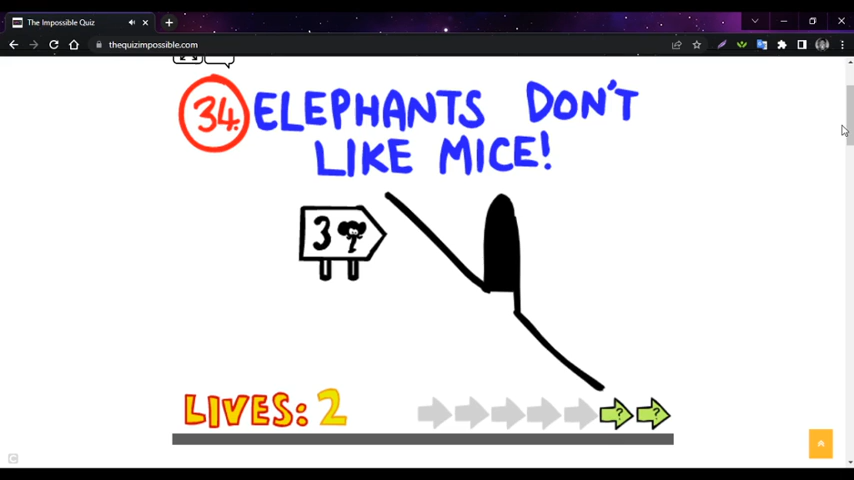 The Impossible Quiz
thequizimpossible.com
34.
ELEPHANTS DON'T
LIKE MICE!
3
LIVES: 2
? ?